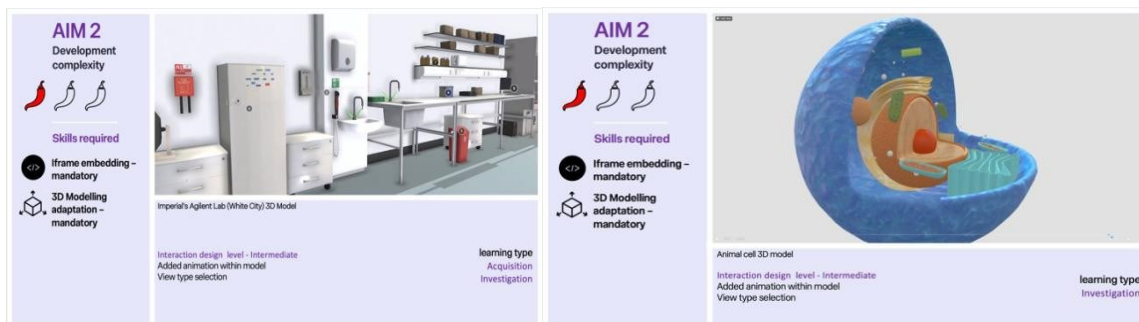 AIM 2
Development
complexity
Skills required
Iframe embedding –
mandatory
3D Modelling
adaptation –
mandatory
Imperial's Agilent Lab (White City) 3D Model
Interaction design level - Intermediate
Added animation within model
View type selection
learning type
Acquisition
Investigation
AIM 2
Development
complexity
Skills required
Iframe embedding –
mandatory
3D Modelling
adaptation –
mandatory
Animal cell 3D model
Interaction design level - Intermediate
Added animation within model
View type selection
learning type
Investigation